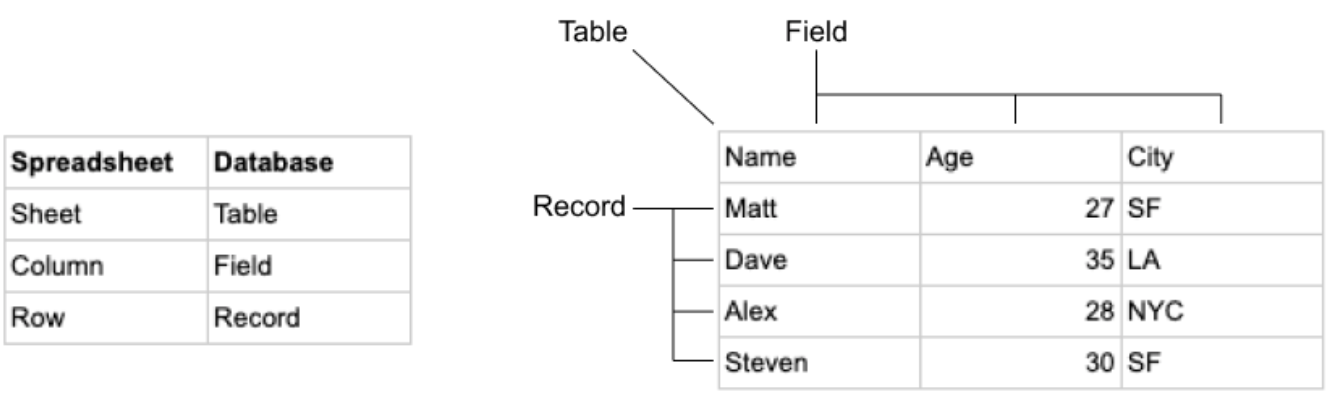 Table Field
Spreadsheet Database
Sheet Table
Column Field
Row Record
Name Age City
Record
Matt 27 SF
Dave 35 LA
Alex 28 NYC
Steven 30 SF